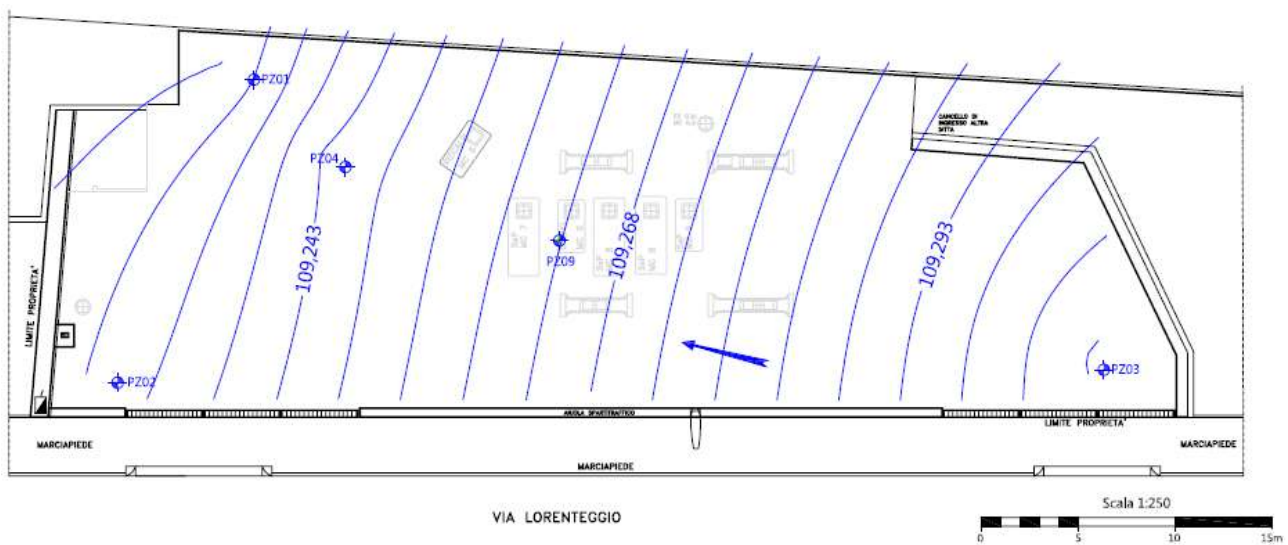 PZ01
CANCELLO DI
INGRESSO ALTRA
DITTA
PZ04
109,243
109,268
109,293
PZ09
LIMITE PROPRIETA'
PZ02
PZ03
AIUOLA SPARTITRAFFICO
LIMITE PROPRIETA'
MARCIAPIEDE
MARCIAPIEDE
MARCIAPIEDE
VIA LORENTEGGIO
Scala 1:250
0 5 10 15m